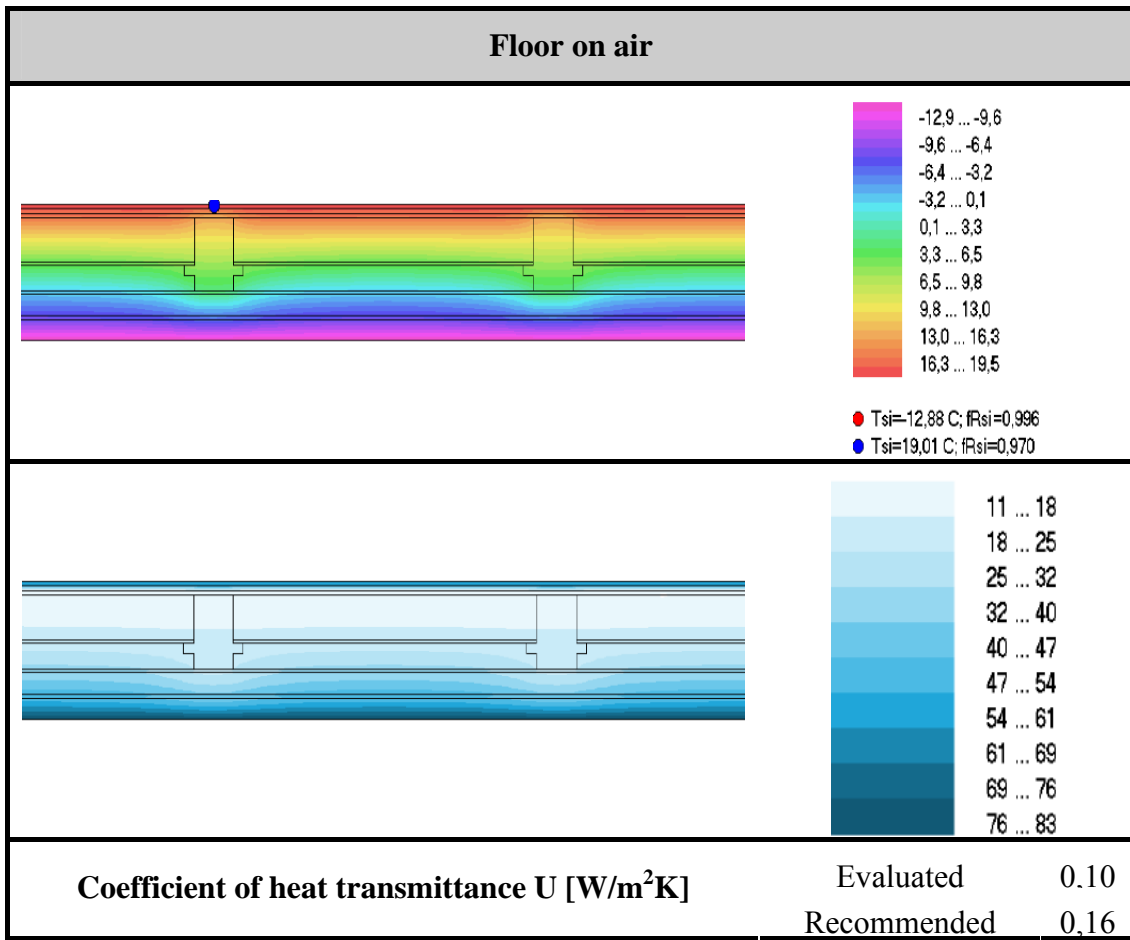 Floor on air
-12,9 ... -9,6
-9,6 ... -6,4
-6,4 ... -3,2
-3,2 ... 0,1
0,1 ... 3,3
3,3 ... 6,5
6,5 ... 9,8
9,8 ... 13,0
13,0 ... 16,3
16,3 ... 19,5
Tsi=-12,88 C; fRsi=0,996
Tsi=19,01 C; fRsi=0,970
11 ... 18
18 ... 25
25 ... 32
32 ... 40
40 ... 47
47 ... 54
54 ... 61
61 ... 69
69 ... 76
76 ... 83
Coefficient of heat transmittance U [W/m²K]
Evaluated 0,10
Recommended 0,16